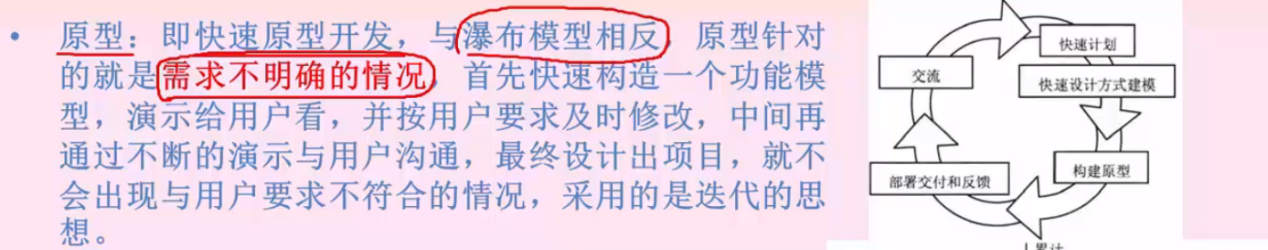 • 原型：即快速原型开发，与瀑布模型相反，原型针对
的就是需求不明确的情况，首先快速构造一个功能模
型，演示给用户看，并按用户要求及时修改，中间再
通过不断的演示与用户沟通，最终设计出项目，就不
会出现与用户要求不符合的情况，采用的是迭代的思
想。
交流
快速计划
快速设计方式建模
构建原型
部署交付和反馈